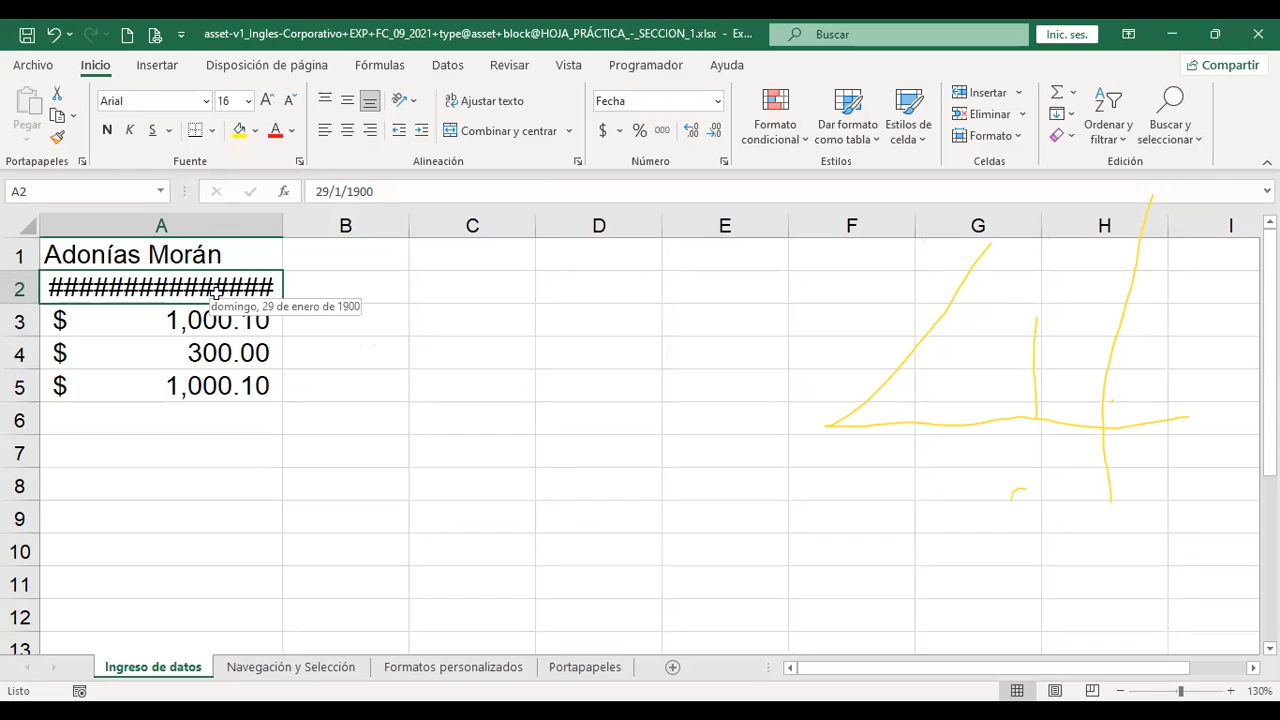 asset-v1_Ingles-Corporativo+EXP+FC_09_2021+type@asset+block@HOJA_PRÁCTICA_-_SECCION_1.xlsx - Ex...
Buscar
Inic. ses.
Archivo Inicio Insertar Disposición de página Fórmulas Datos Revisar Vista Programador Ayuda
Compartir
Pegar
Arial 16
N K S
Ajustar texto
Combinar y centrar
Fecha
$ % 000
Formato condicional
Dar formato como tabla
Estilos de celda
Insertar
Eliminar
Formato
Ordenar y filtrar
Buscar y seleccionar
Portapapeles Fuente Alineación Número Estilos Celdas Edición
A2 fx 29/1/1900
A B C D E F G H I
1 Adonías Morán
2 ###############
domingo, 29 de enero de 1900
3 $ 1,000.10
4 $ 300.00
5 $ 1,000.10
6
7
8
9
10
11
12
13
Ingreso de datos Navegación y Selección Formatos personalizados Portapapeles
Listo
130%